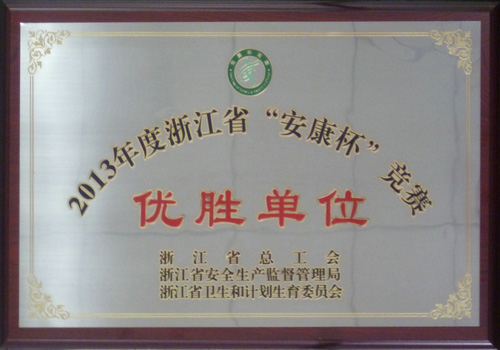 2013年度浙江省“安康杯”竞赛
优胜单位
浙江省总工会
浙江省安全生产监督管理局
浙江省卫生和计划生育委员会